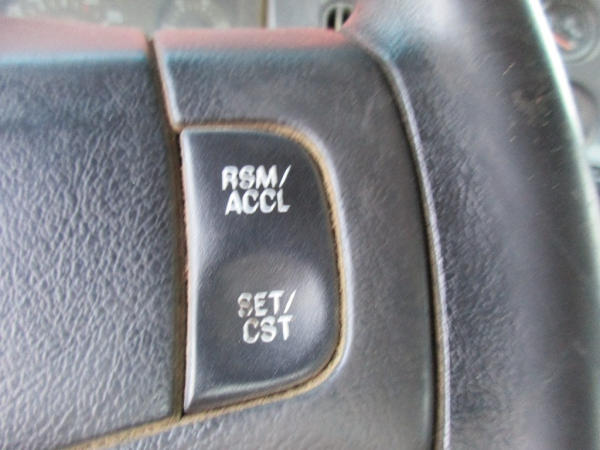 RSM/
ACCL
SET/
CST